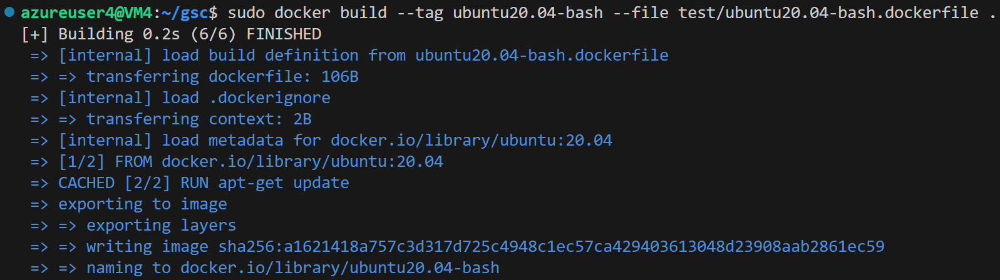 azureuser4@VM4:~/gsc$ sudo docker build --tag ubuntu20.04-bash --file test/ubuntu20.04-bash.dockerfile .
[+] Building 0.2s (6/6) FINISHED
=> [internal] load build definition from ubuntu20.04-bash.dockerfile
=> => transferring dockerfile: 106B
=> [internal] load .dockerignore
=> => transferring context: 2B
=> [internal] load metadata for docker.io/library/ubuntu:20.04
=> [1/2] FROM docker.io/library/ubuntu:20.04
=> CACHED [2/2] RUN apt-get update
=> exporting to image
=> => exporting layers
=> => writing image sha256:a1621418a757c3d317d725c4948c1ec57ca429403613048d23908aab2861ec59
=> => naming to docker.io/library/ubuntu20.04-bash